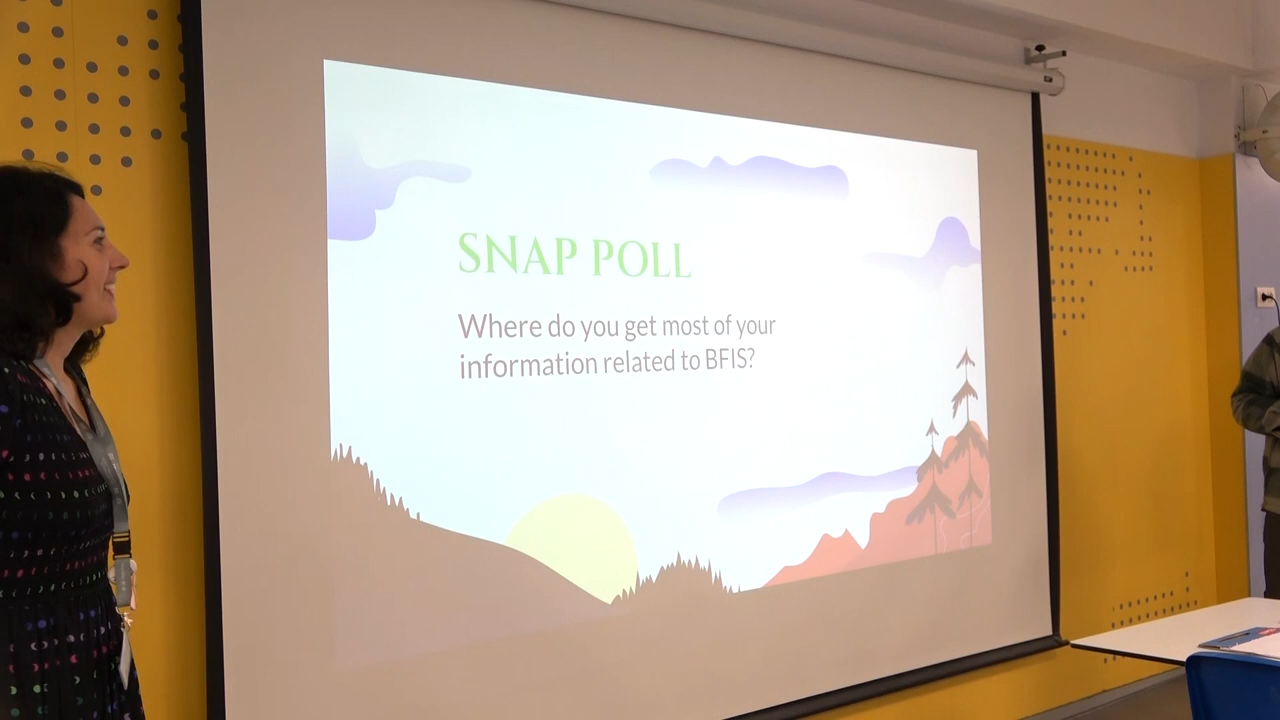 SNAP POLL
Where do you get most of your
information related to BFIS?